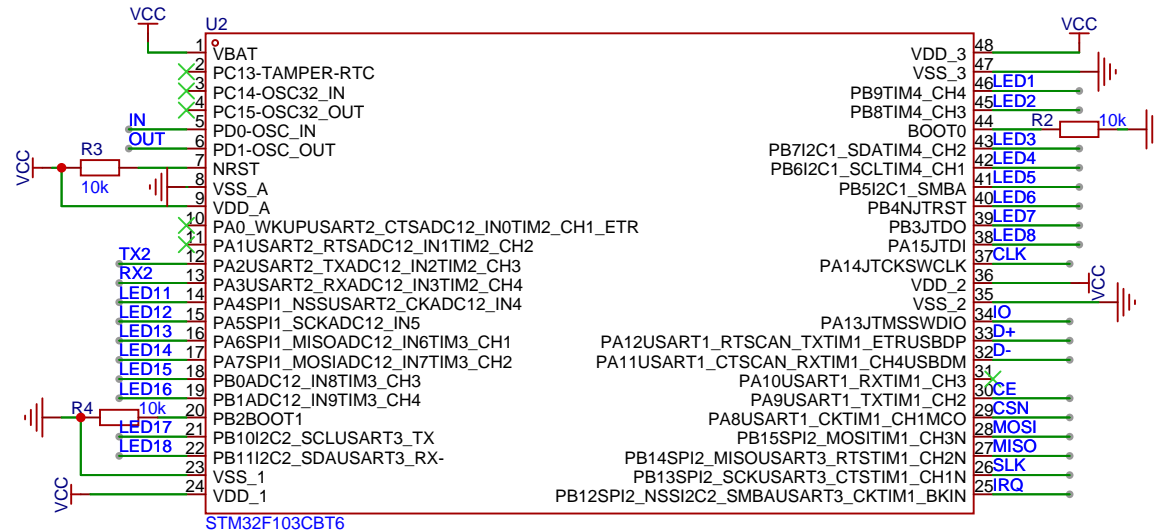 VCC
U2
VCC
1
VBAT
VDD_3
48
2
PC13-TAMPER-RTC
VSS_3
47
3
PC14-OSC32_IN
PB9TIM4_CH4
46
LED1
4
PC15-OSC32_OUT
PB8TIM4_CH3
45
LED2
IN
5
PD0-OSC_IN
BOOT0
44
R2
10k
OUT
6
PD1-OSC_OUT
PB7I2C1_SDATIM4_CH2
43
LED3
VCC
R3
10k
7
NRST
PB6I2C1_SCLTIM4_CH1
42
LED4
8
VSS_A
PB5I2C1_SMBA
41
LED5
9
VDD_A
PB4NJTRST
40
LED6
10
PA0_WKUPUSART2_CTSADC12_IN0TIM2_CH1_ETR
PB3JTDO
39
LED7
11
PA1USART2_RTSADC12_IN1TIM2_CH2
PA15JTDI
38
LED8
TX2
12
PA2USART2_TXADC12_IN2TIM2_CH3
PA14JTCKSWCLK
37
CLK
RX2
13
PA3USART2_RXADC12_IN3TIM2_CH4
VDD_2
36
VCC
LED11
14
PA4SPI1_NSSUSART2_CKADC12_IN4
VSS_2
35
LED12
15
PA5SPI1_SCKADC12_IN5
PA13JTMSSWDIO
34
IO
LED13
16
PA6SPI1_MISOADC12_IN6TIM3_CH1
PA12USART1_RTSCAN_TXTIM1_ETRUSBDP
33
D+
LED14
17
PA7SPI1_MOSIADC12_IN7TIM3_CH2
PA11USART1_CTSCAN_RXTIM1_CH4USBDM
32
D-
LED15
18
PB0ADC12_IN8TIM3_CH3
PA10USART1_RXTIM1_CH3
31
LED16
19
PB1ADC12_IN9TIM3_CH4
PA9USART1_TXTIM1_CH2
30
CE
R4
10k
20
PB2BOOT1
PA8USART1_CKTIM1_CH1MCO
29
CSN
LED17
21
PB10I2C2_SCLUSART3_TX
PB15SPI2_MOSITIM1_CH3N
28
MOSI
LED18
22
PB11I2C2_SDAUSART3_RX-
PB14SPI2_MISOUSART3_RTSTIM1_CH2N
27
MISO
23
VSS_1
PB13SPI2_SCKUSART3_CTSTIM1_CH1N
26
SLK
VCC
24
VDD_1
PB12SPI2_NSSI2C2_SMBAUSART3_CKTIM1_BKIN
25
IRQ
STM32F103CBT6